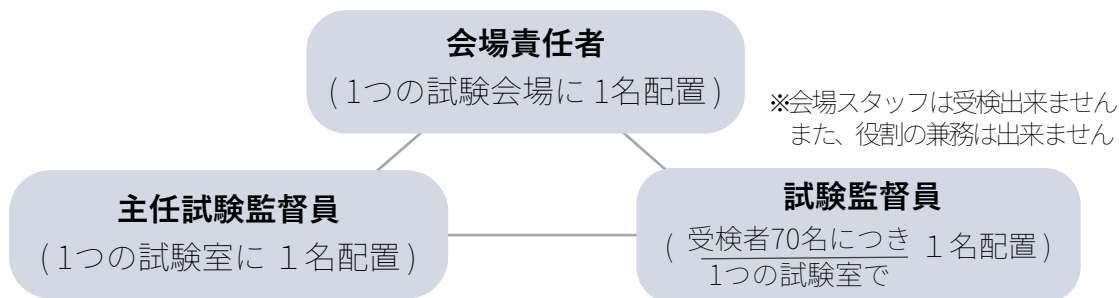 会場責任者
(1つの試験会場に1名配置)
※会場スタッフは受検出来ません
また、役割の兼務は出来ません
主任試験監督員
(1つの試験室に１名配置)
試験監督員
(受検者70名につき１名配置)
1つの試験室で